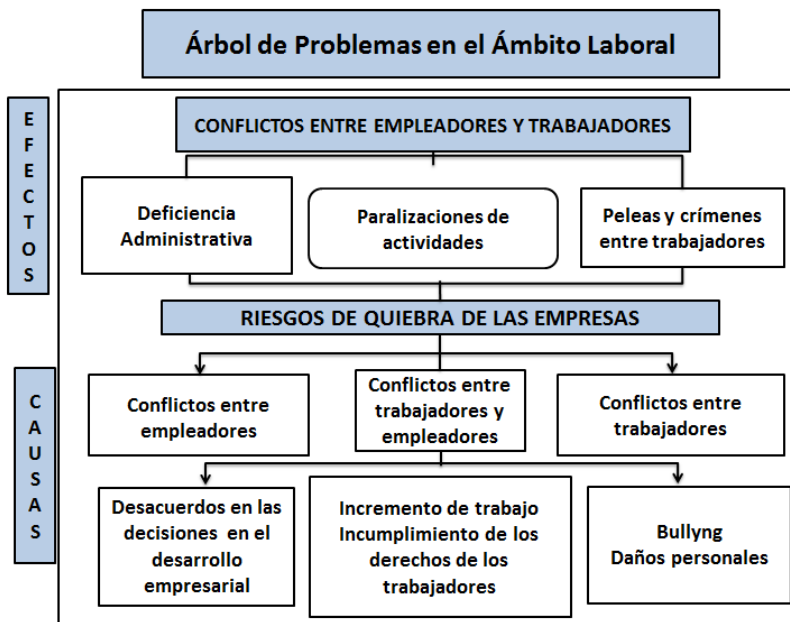 Árbol de Problemas en el Ámbito Laboral
EFECTOS
CONFLICTOS ENTRE EMPLEADORES Y TRABAJADORES
Deficiencia
Administrativa
Paralizaciones de
actividades
Peleas y crímenes
entre trabajadores
RIESGOS DE QUIEBRA DE LAS EMPRESAS
CAUSAS
Conflictos entre
empleadores
Conflictos entre
trabajadores y
empleadores
Conflictos entre
trabajadores
Desacuerdos en las
decisiones en el
desarrollo
empresarial
Incremento de trabajo
Incumplimiento de los
derechos de los
trabajadores
Bullyng
Daños personales